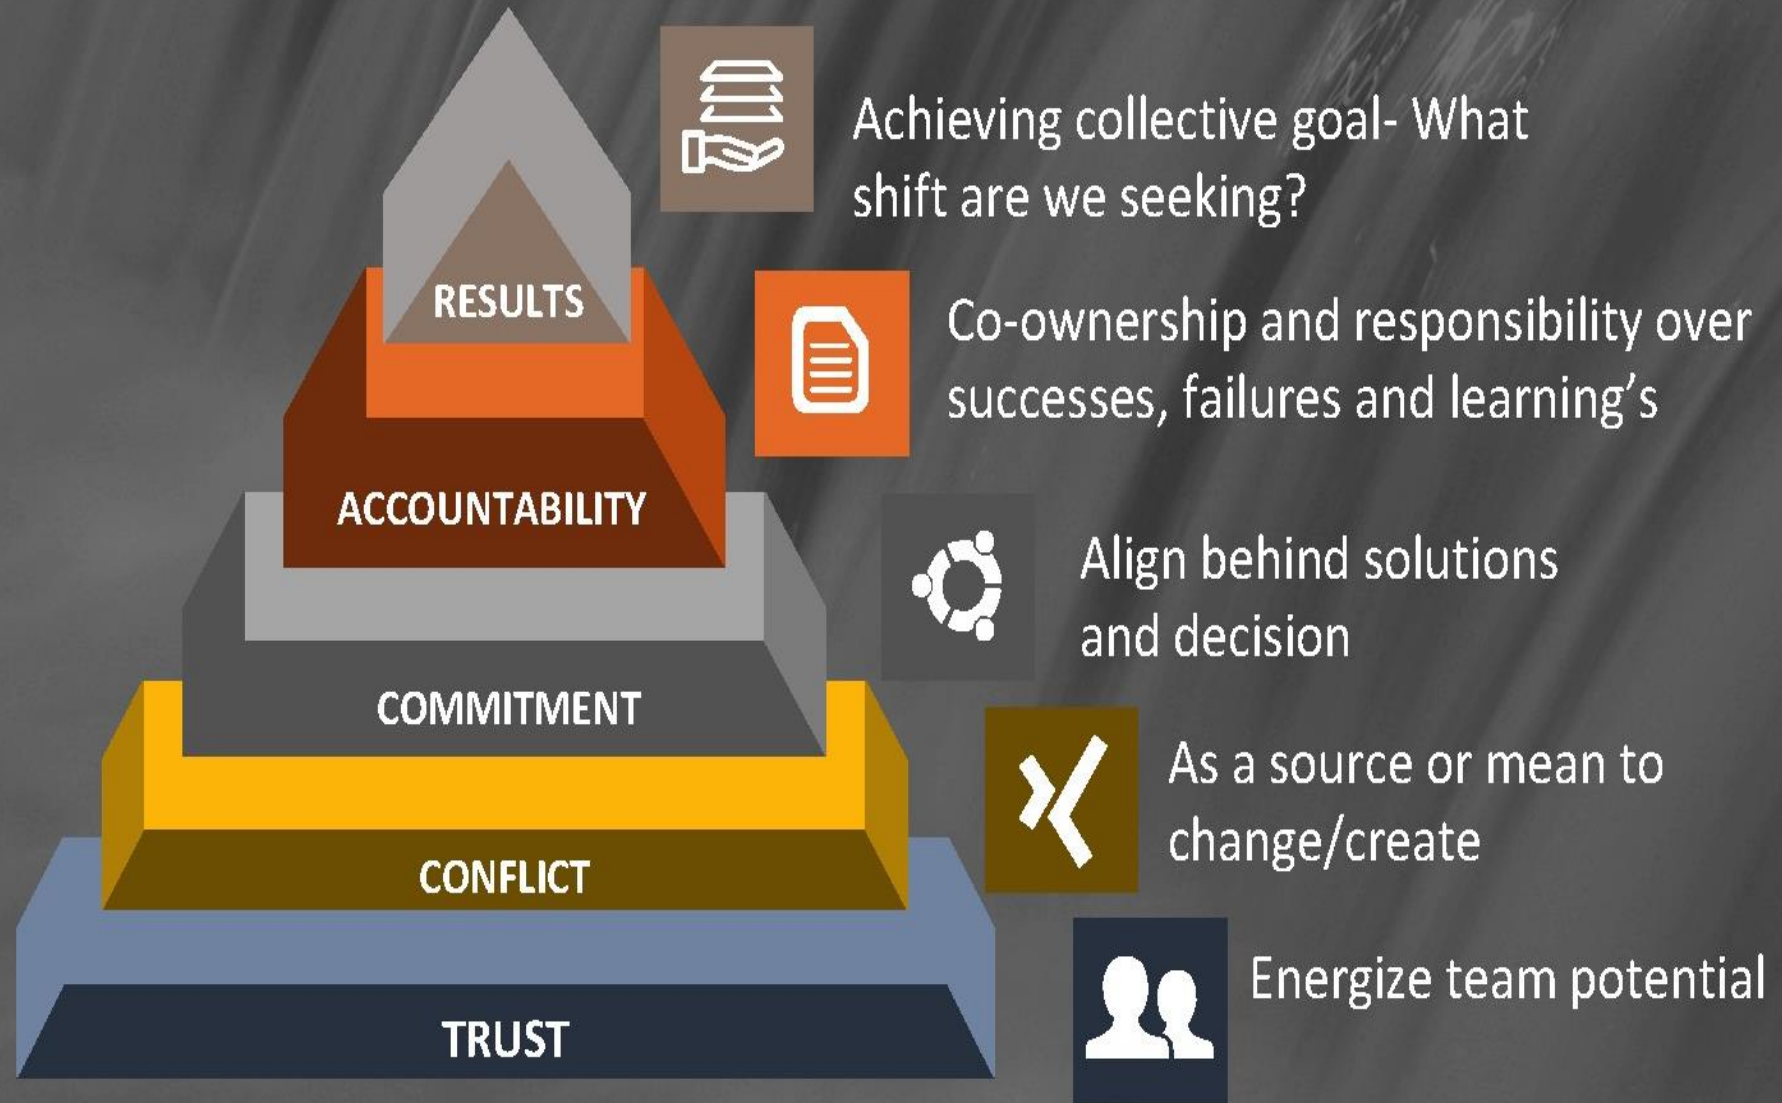 RESULTS
Achieving collective goal- What
shift are we seeking?
ACCOUNTABILITY
Co-ownership and responsibility over
successes, failures and learning's
COMMITMENT
Align behind solutions
and decision
CONFLICT
As a source or mean to
change/create
TRUST
Energize team potential